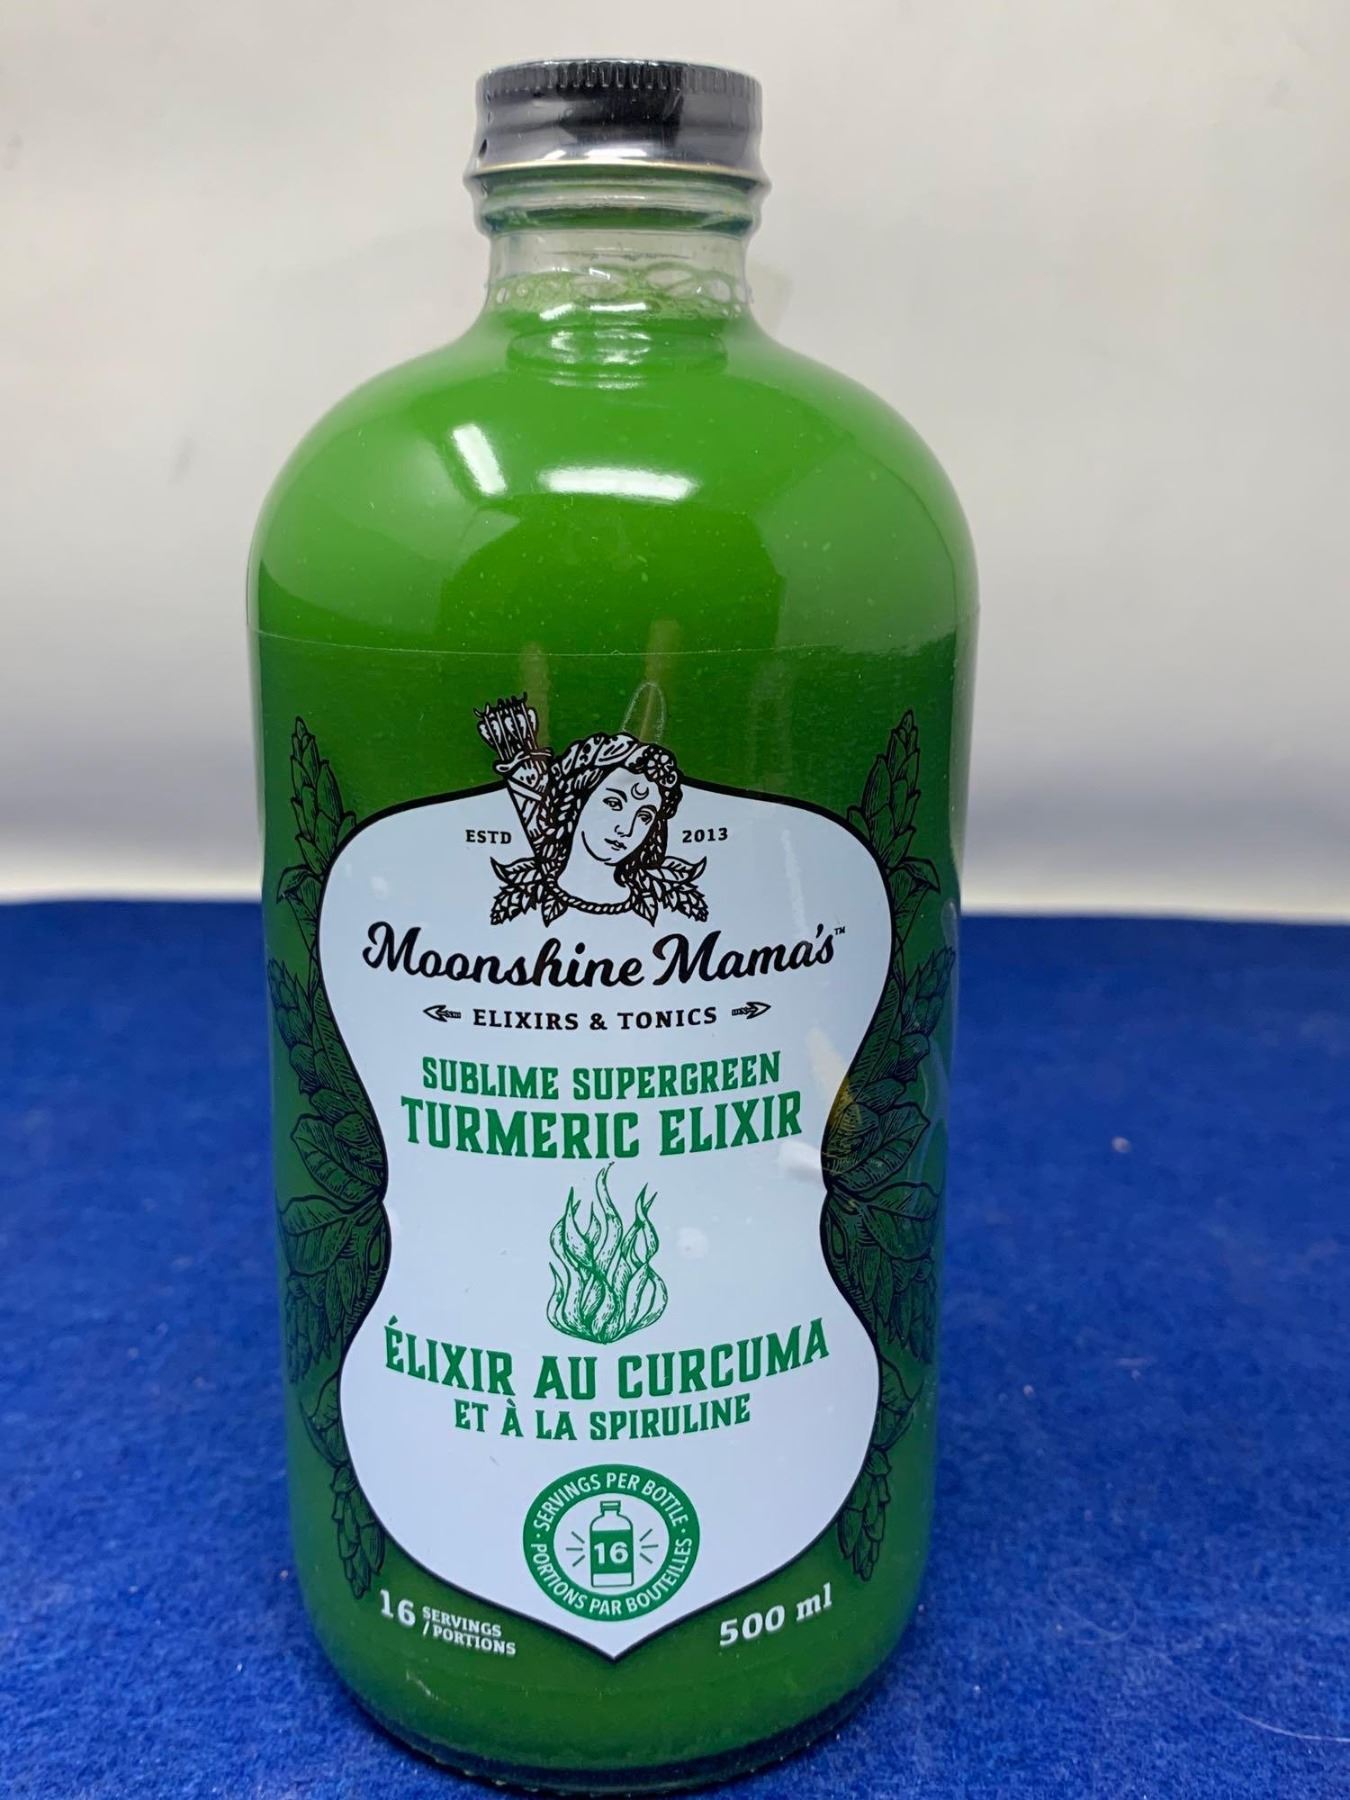 ESTD 2013
Moonshine Mama's™
ELIXIRS & TONICS
SUBLIME SUPERGREEN
TURMERIC ELIXIR
ÉLIXIR AU CURCUMA
ET À LA SPIRULINE
· SERVINGS PER BOTTLE ·
16
PORTIONS PAR BOUTEILLES
16 SERVINGS
/PORTIONS
500 ml